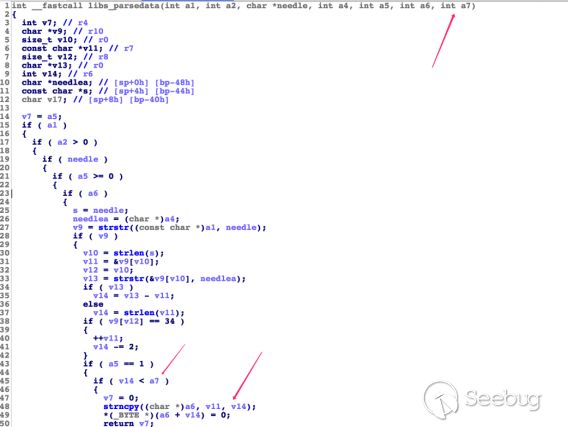 1 int __fastcall libs_parsedata(int a1, int a2, char *needle, int a4, int a5, int a6, int a7)
2 {
3 int v7; // r4
4 char *v9; // r10
5 size_t v10; // r0
6 const char *v11; // r7
7 size_t v12; // r8
8 char *v13; // r0
9 int v14; // r6
10 char *needlea; // [sp+0h] [bp-48h]
11 const char *s; // [sp+4h] [bp-44h]
12 char v17; // [sp+8h] [bp-40h]
13
14 v7 = a5;
15 if ( a1 )
16 {
17 if ( a2 > 0 )
18 {
19 if ( needle )
20 {
21 if ( a5 >= 0 )
22 {
23 if ( a6 )
24 {
25 s = needle;
26 needlea = (char *)a4;
27 v9 = strstr((const char *)a1, needle);
28 if ( v9 )
29 {
30 v10 = strlen(s);
31 v11 = &v9[v10];
32 v12 = v10;
33 v13 = strstr(&v9[v10], needlea);
34 if ( v13 )
35 v14 = v13 - v11;
36 else
37 v14 = strlen(v11);
38 if ( v9[v12] == 34 )
39 {
40 ++v11;
41 v14 -= 2;
42 }
43 if ( a5 == 1 )
44 {
45 if ( v14 < a7 )
46 {
47 v7 = 0;
48 strncpy((char *)a6, v11, v14);
49 *(_BYTE *)(a6 + v14) = 0;
50 return v7;
Seebug